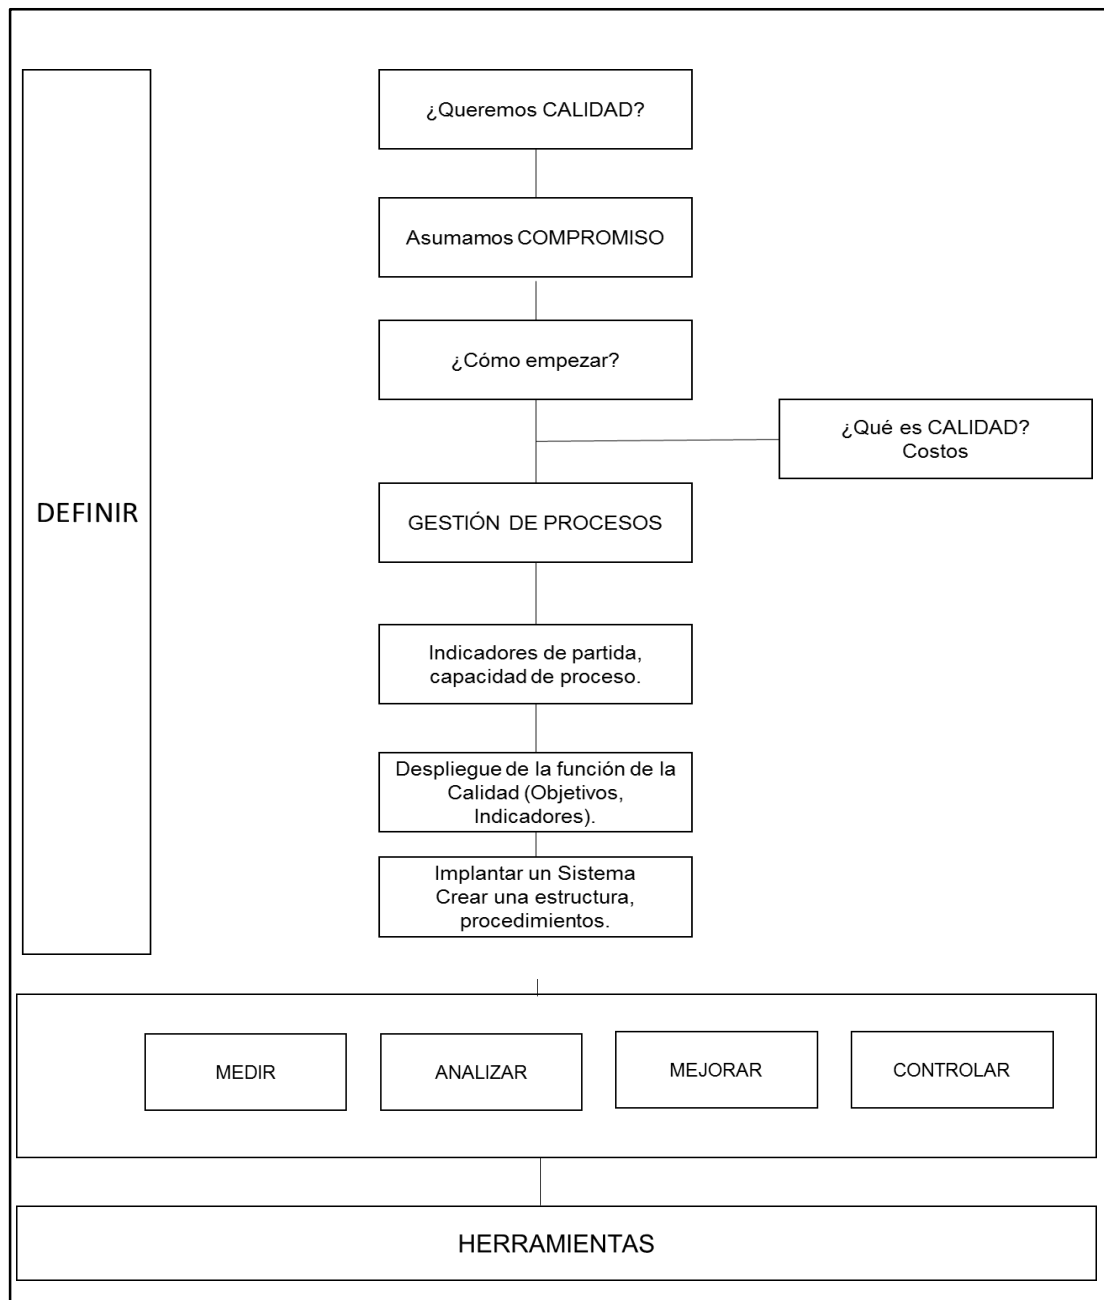 ¿Queremos CALIDAD?
Asumamos COMPROMISO
¿Cómo empezar?
¿Qué es CALIDAD?
Costos
DEFINIR
GESTIÓN DE PROCESOS
Indicadores de partida,
capacidad de proceso.
Despliegue de la función de la
Calidad (Objetivos,
Indicadores).
Implantar un Sistema
Crear una estructura,
procedimientos.
MEDIR
ANALIZAR
MEJORAR
CONTROLAR
HERRAMIENTAS